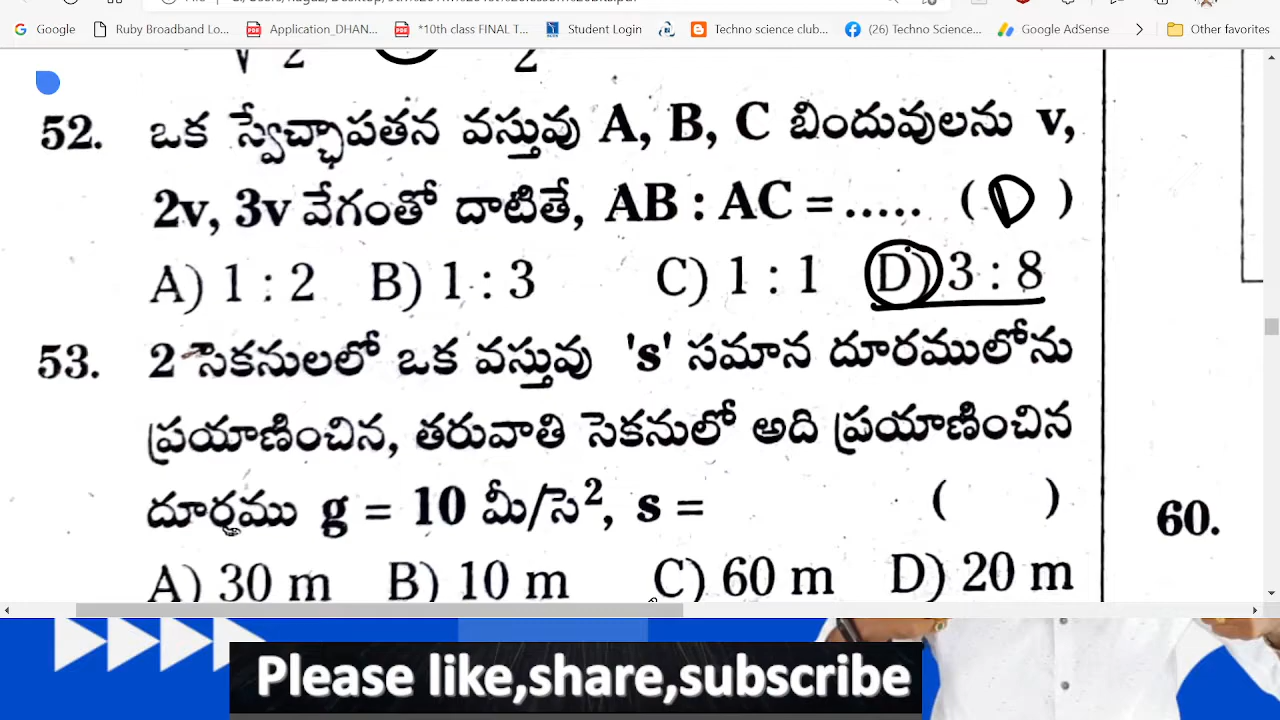 Google Ruby Broadband Lo... Application_DHAN... *10th class FINAL T... Student Login Techno science club... (26) Techno Science... Google AdSense Other favorites
√ 2 2
52. ఒక స్వేచ్ఛాపతన వస్తువు A, B, C బిందువులను v,
2v, 3v వేగంతో దాటితే, AB : AC = ..... ( D )
A) 1 : 2 B) 1 : 3 C) 1 : 1 D) 3 : 8
53. 2 సెకనులలో ఒక వస్తువు 's' సమాన దూరములోను
ప్రయాణించిన, తరువాతి సెకనులో అది ప్రయాణించిన
దూరము g = 10 మీ/సె², s = ( )
60.
A) 30 m B) 10 m C) 60 m D) 20 m
Please like,share,subscribe